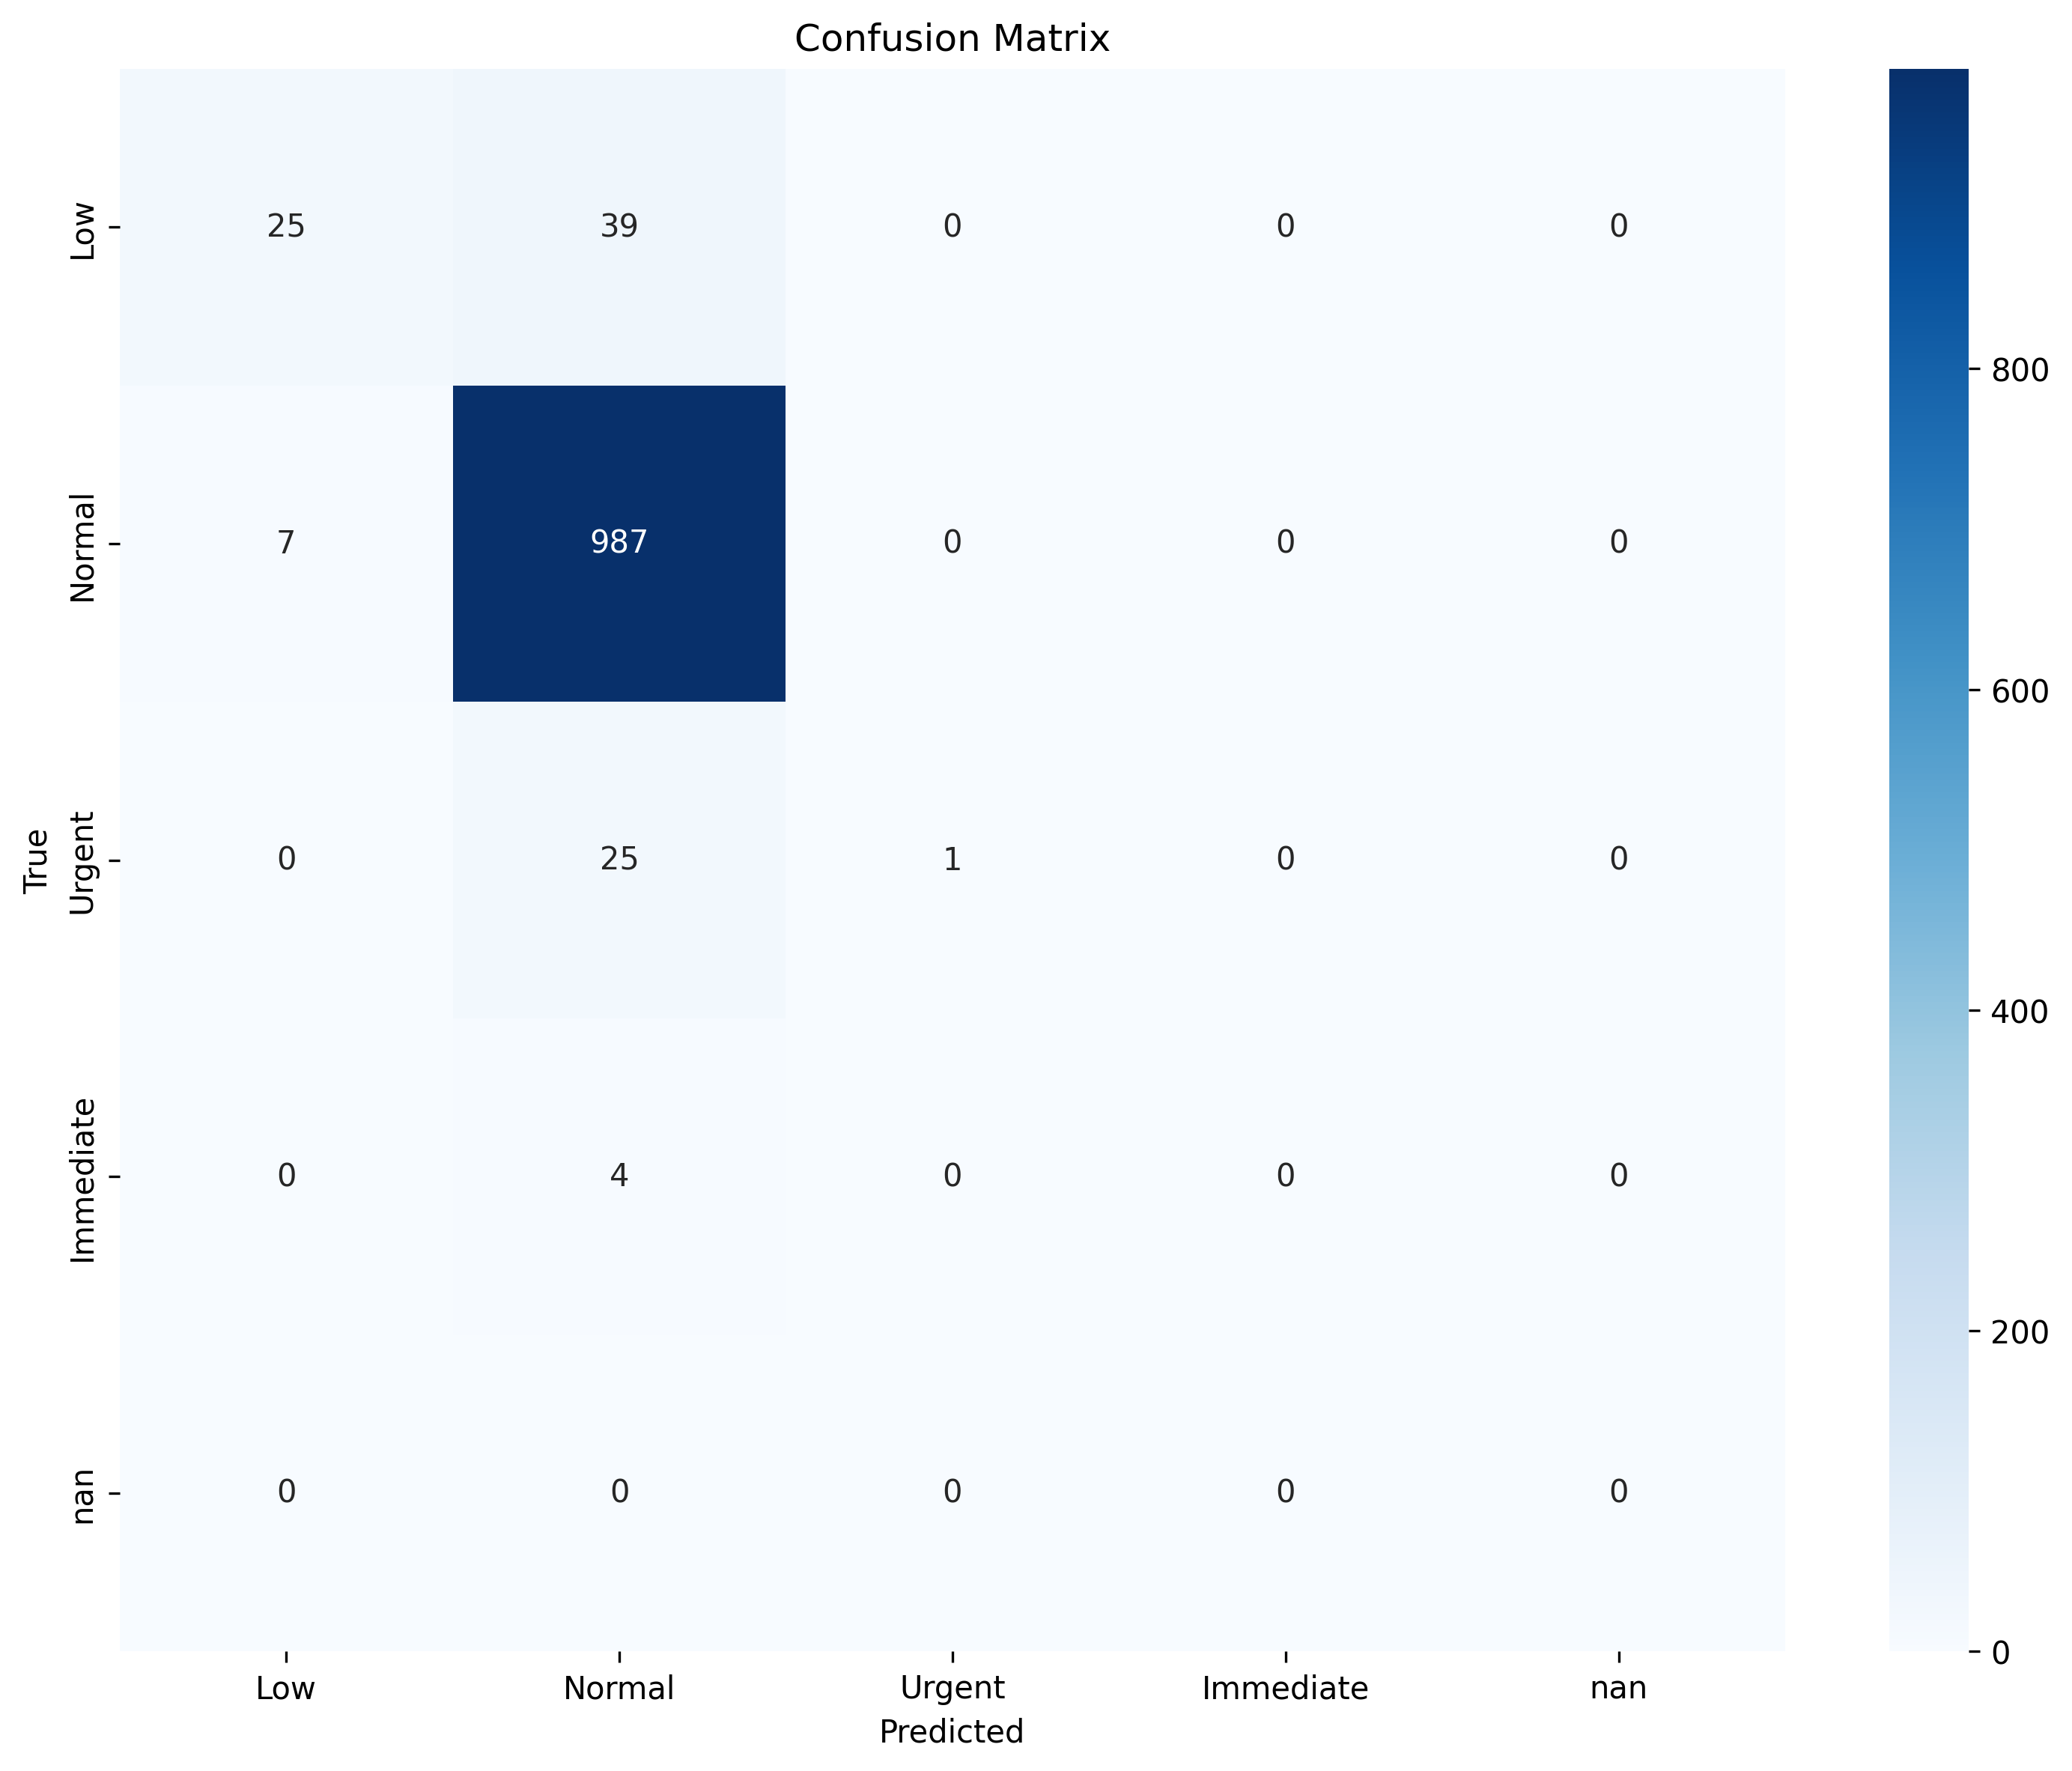 Confusion Matrix
True
Low
25 39 0 0 0
Normal
7 987 0 0 0
Urgent
0 25 1 0 0
Immediate
0 4 0 0 0
nan
0 0 0 0 0
Low Normal Urgent Immediate nan
Predicted
800
600
400
200
0